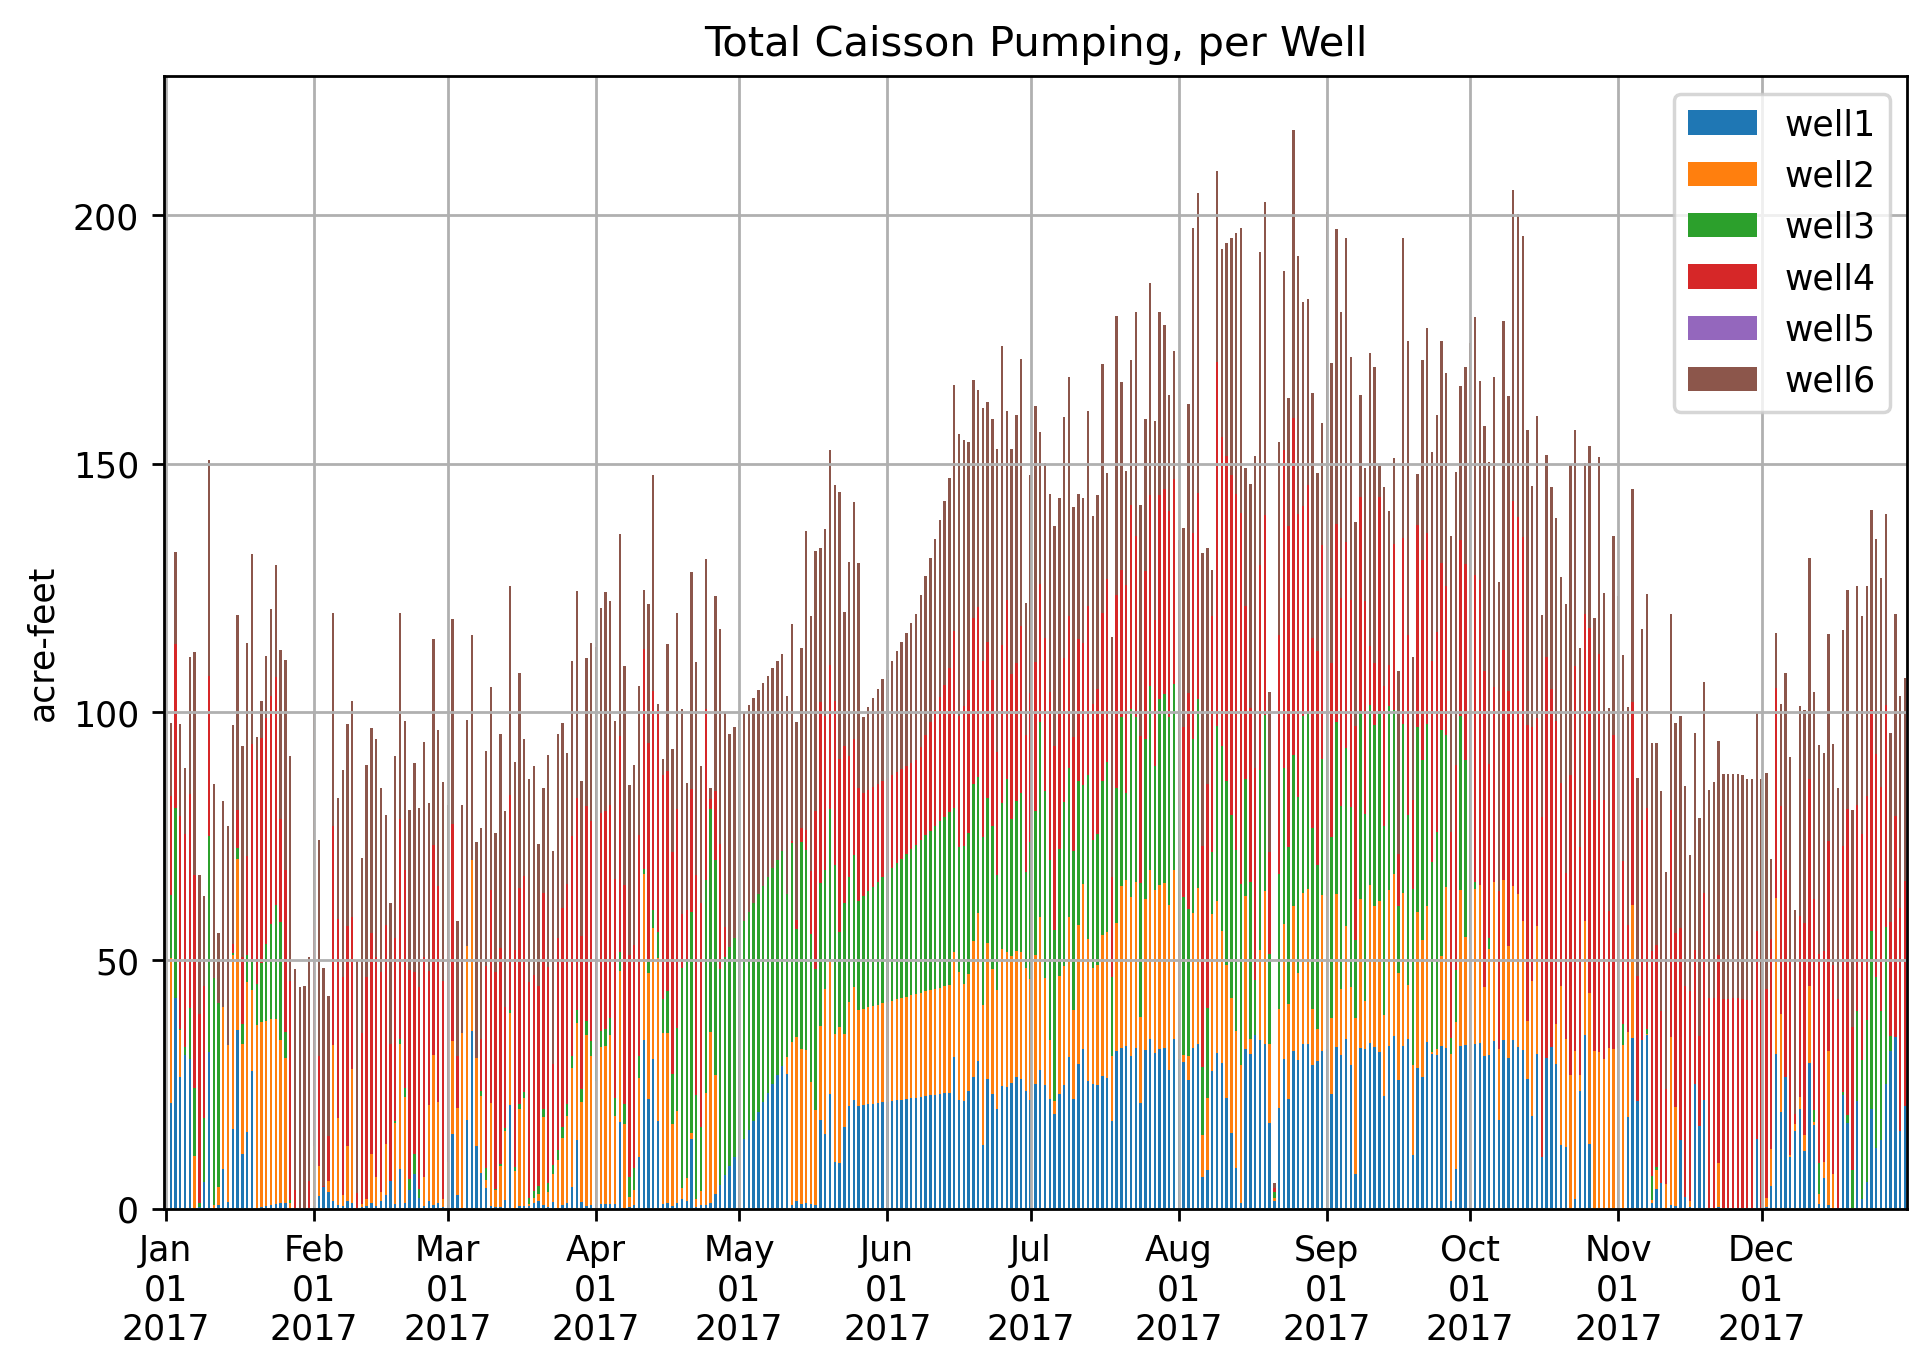 Total Caisson Pumping, per Well
acre-feet
200
150
100
50
0
well1
well2
well3
well4
well5
well6
Jan Feb Mar Apr May Jun Jul Aug Sep Oct Nov Dec
01 01 01 01 01 01 01 01 01 01 01 01
2017 2017 2017 2017 2017 2017 2017 2017 2017 2017 2017 2017